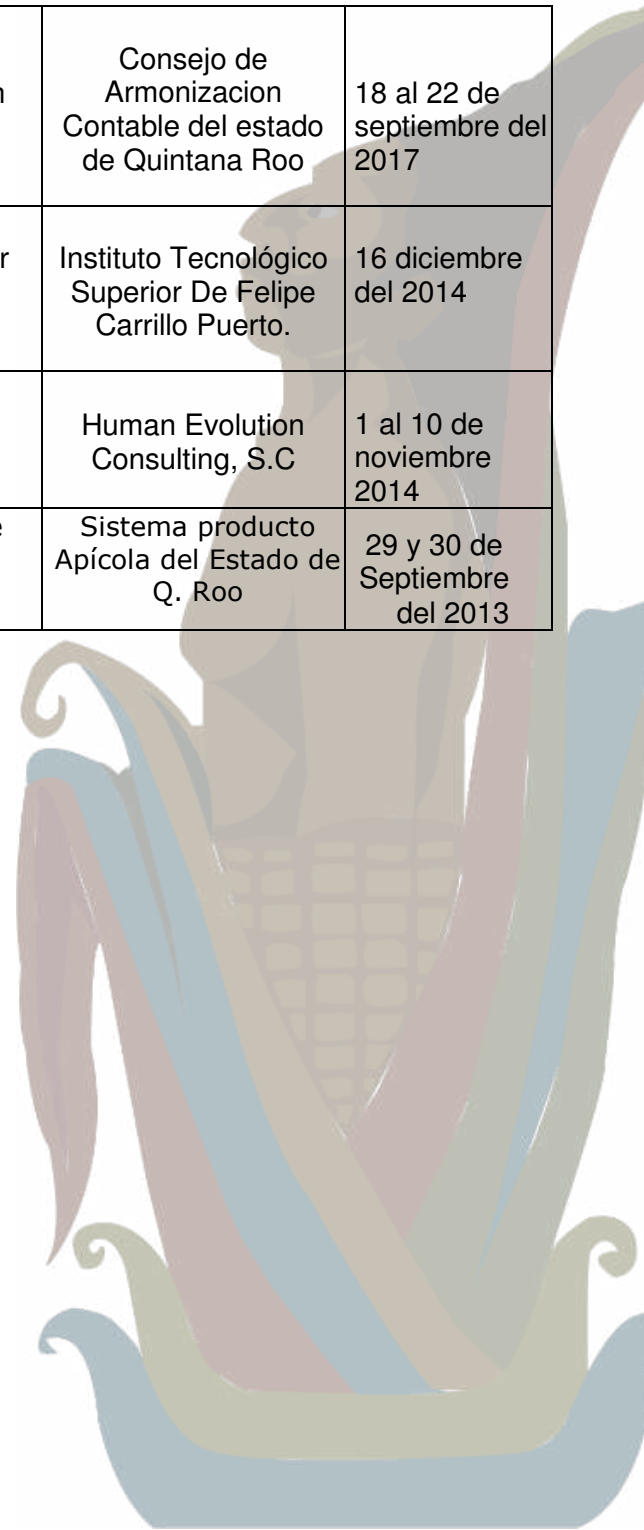 Consejo de
Armonizacion
Contable del estado
de Quintana Roo
18 al 22 de
septiembre del
2017
Instituto Tecnológico
Superior De Felipe
Carrillo Puerto.
16 diciembre
del 2014
Human Evolution
Consulting, S.C
1 al 10 de
noviembre
2014
Sistema producto
Apícola del Estado de
Q. Roo
29 y 30 de
Septiembre
del 2013